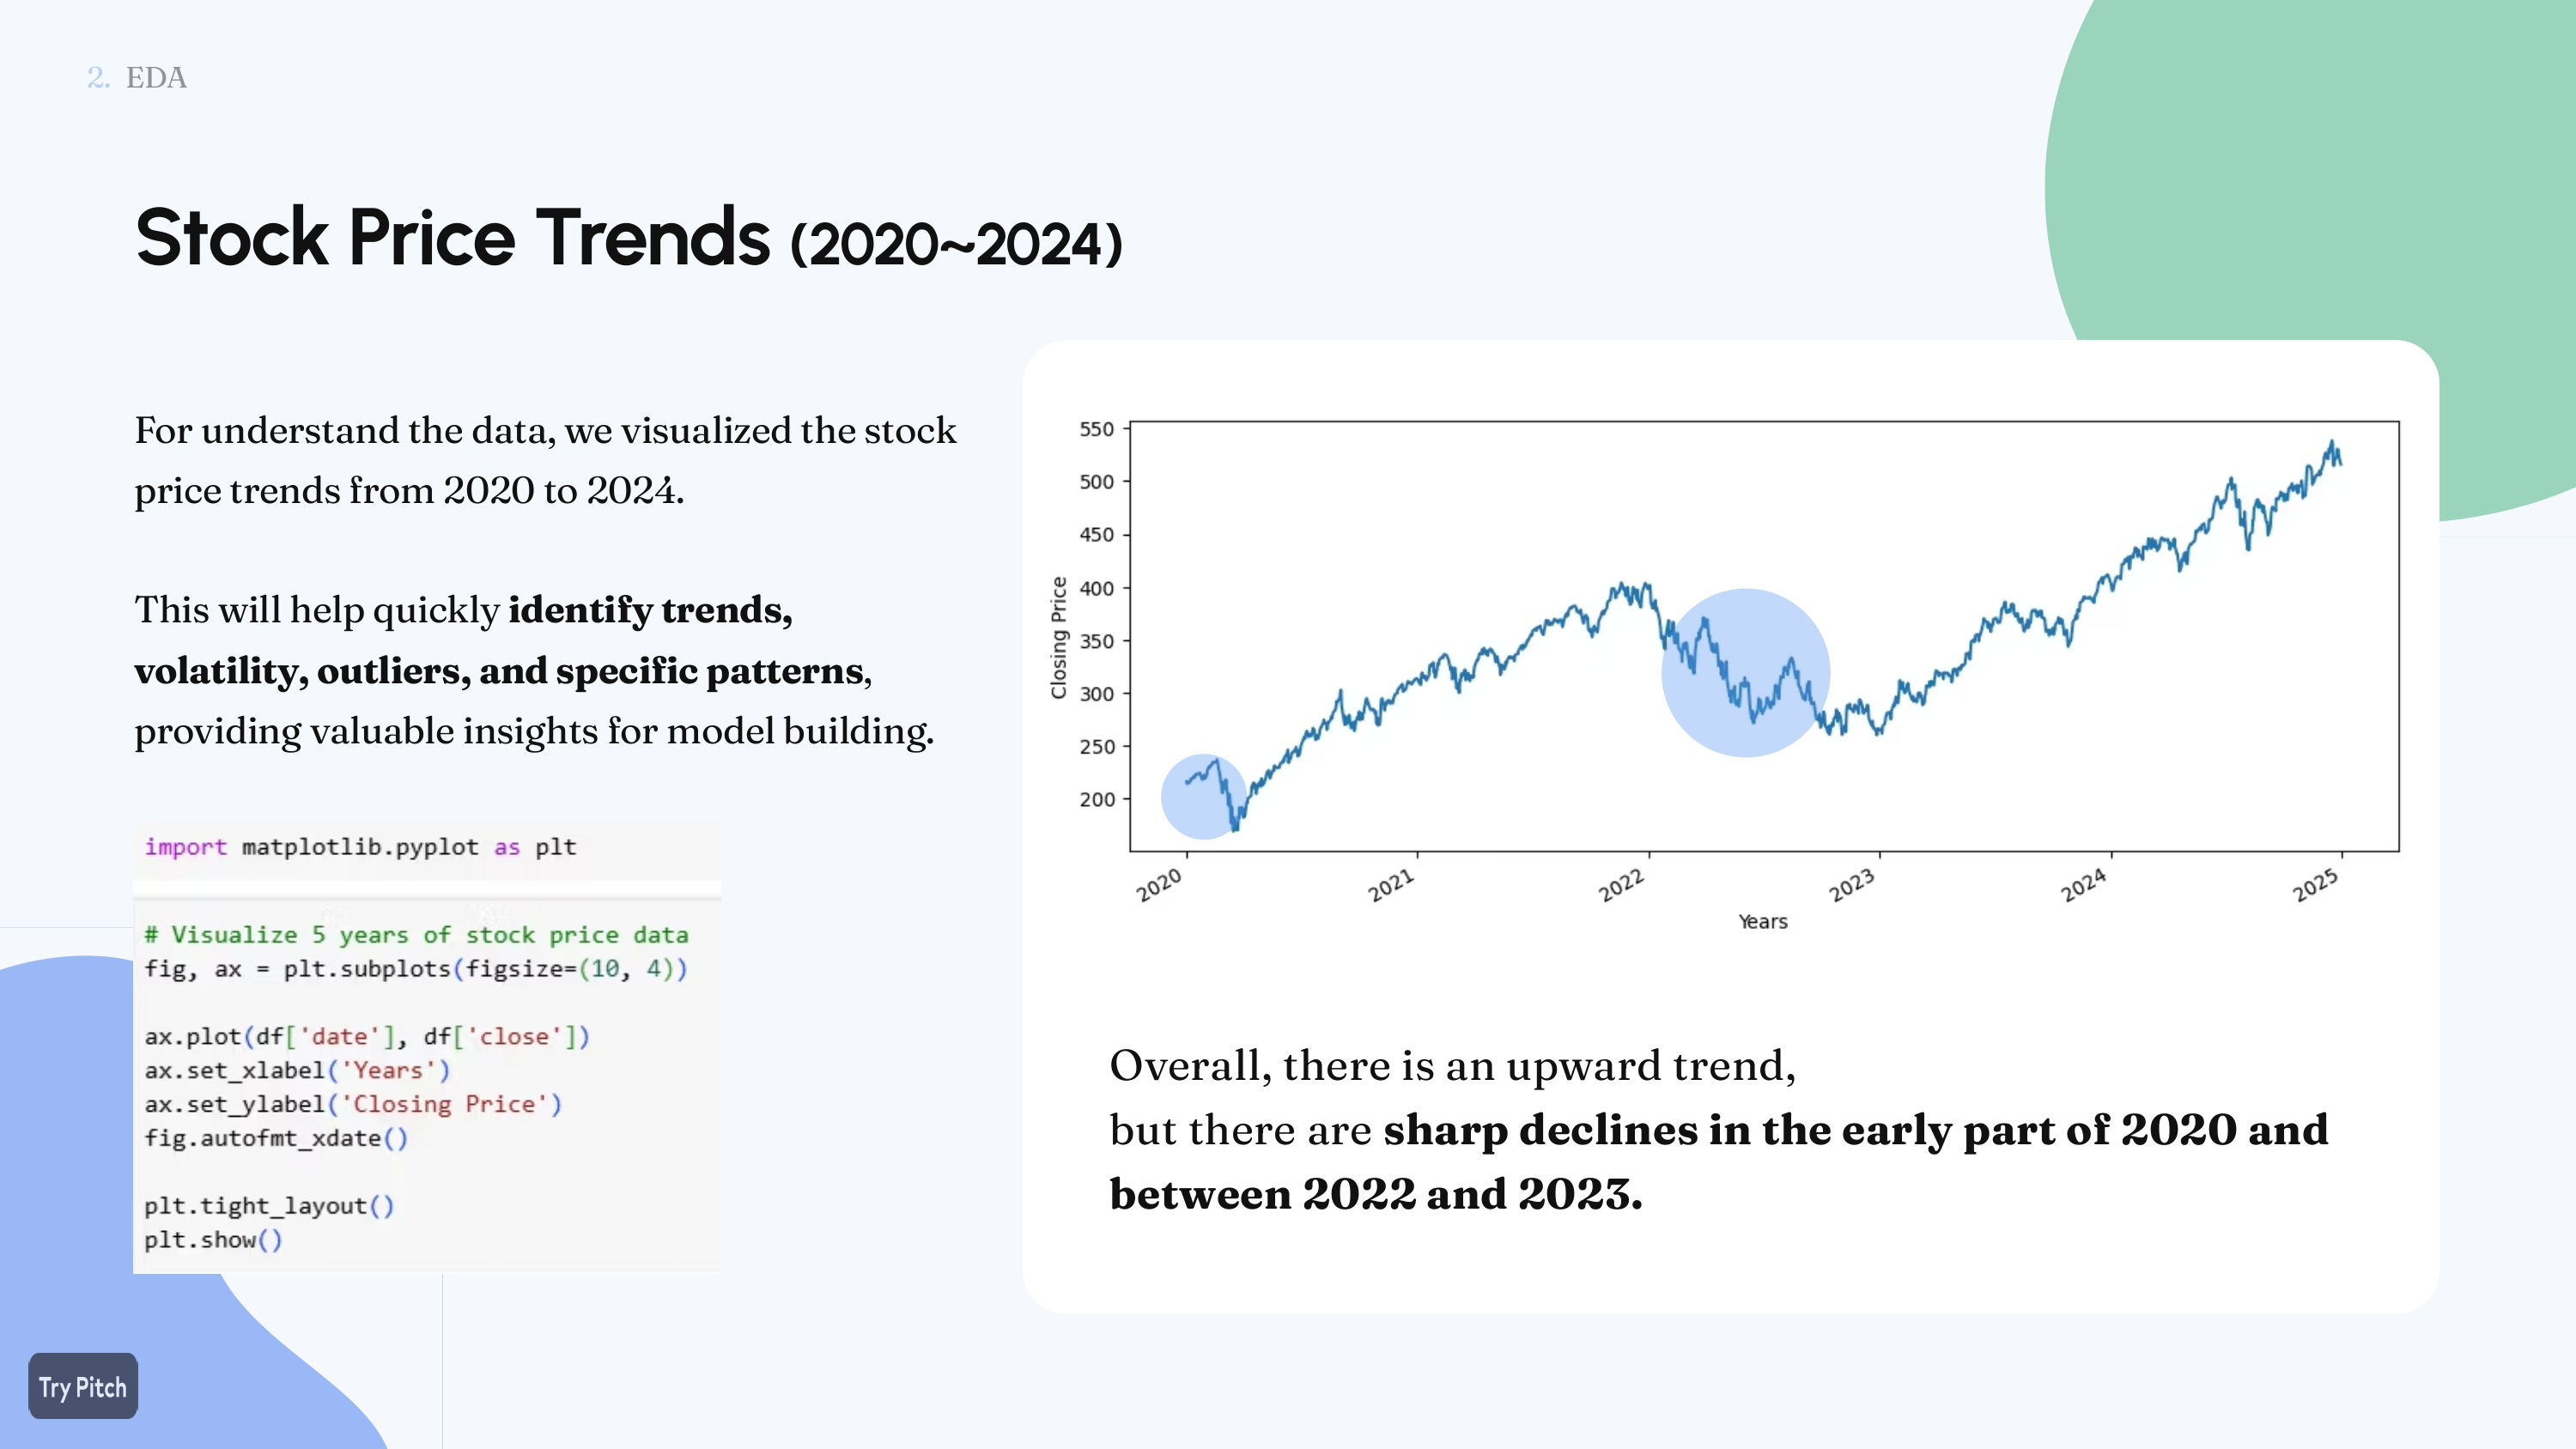 2. EDA
Stock Price Trends (2020~2024)
For understand the data, we visualized the stock
price trends from 2020 to 2024.
This will help quickly identify trends,
volatility, outliers, and specific patterns,
providing valuable insights for model building.
import matplotlib.pyplot as plt
# Visualize 5 years of stock price data
fig, ax = plt.subplots(figsize=(10, 4))
ax.plot(df['date'], df['close'])
ax.set_xlabel('Years')
ax.set_ylabel('Closing Price')
fig.autofmt_xdate()
plt.tight_layout()
plt.show()
550
500
450
400
350
300
250
200
Closing Price
2020
2021
2022
2023
2024
2025
Years
Overall, there is an upward trend,
but there are sharp declines in the early part of 2020 and
between 2022 and 2023.
Try Pitch